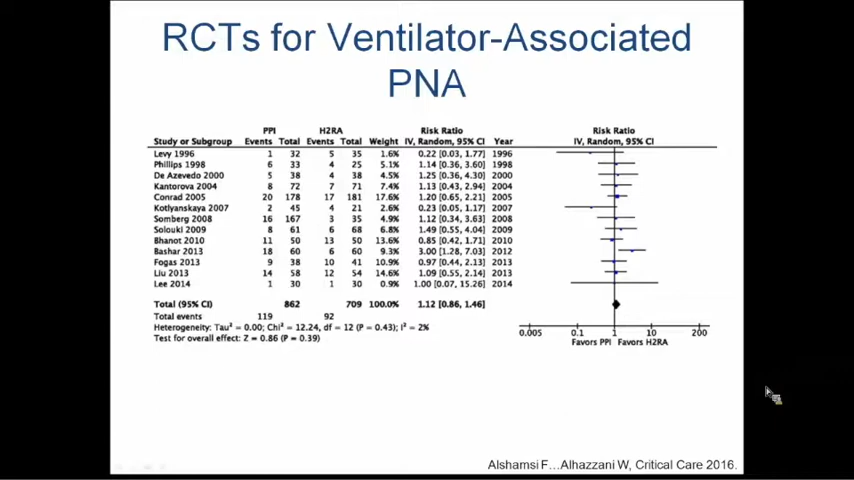 RCTs for Ventilator-Associated
PNA
PPI H2RA Risk Ratio Risk Ratio
Study or Subgroup Events Total Events Total Weight IV, Random, 95% CI Year IV, Random, 95% CI
Levy 1996 1 32 5 35 1.6% 0.22 [0.03, 1.77] 1996
Phillips 1998 6 33 4 25 5.1% 1.14 [0.36, 3.60] 1998
De Azevedo 2000 5 38 4 38 4.5% 1.25 [0.36, 4.30] 2000
Kantorova 2004 8 72 7 71 7.4% 1.13 [0.43, 2.94] 2004
Conrad 2005 20 178 17 181 17.6% 1.20 [0.65, 2.21] 2005
Kotlyanskaya 2007 2 45 4 21 2.7% 0.23 [0.05, 1.17] 2007
Somberg 2008 16 167 3 35 4.9% 1.12 [0.34, 3.63] 2008
Solouki 2009 8 61 6 68 6.7% 1.49 [0.55, 4.04] 2009
Bhanot 2010 11 50 13 50 13.8% 0.85 [0.42, 1.71] 2010
Bashar 2013 18 60 6 60 9.3% 3.00 [1.28, 7.03] 2012
Fogas 2013 9 38 10 41 10.9% 0.97 [0.44, 2.13] 2013
Liu 2013 14 58 12 54 14.6% 1.09 [0.55, 2.14] 2013
Lee 2014 1 30 1 30 0.9% 1.00 [0.07, 15.26] 2014
Total (95% CI) 862 709 100.0% 1.12 [0.86, 1.46]
Total events 119 92
Heterogeneity: Tau² = 0.00; Chi² = 12.24, df = 12 (P = 0.43); I² = 2%
Test for overall effect: Z = 0.86 (P = 0.39)
0.005 0.1 1 10 200
Favors PPI Favors H2RA
Alshamsi F...Alhazzani W, Critical Care 2016.